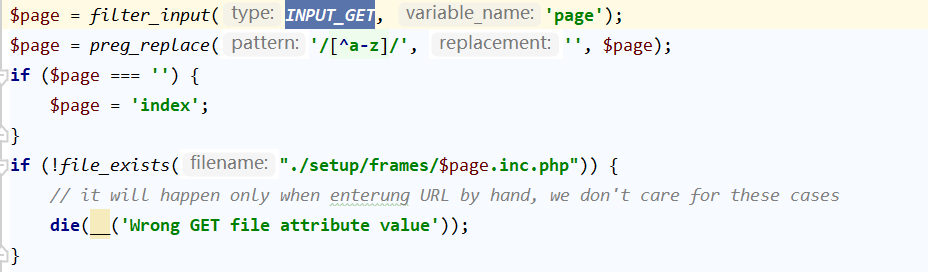 $page = filter_input( type: INPUT_GET, variable_name: 'page');
$page = preg_replace( pattern: '/[^a-z]/', replacement: '', $page);
if ($page === '') {
    $page = 'index';
}
if (!file_exists( filename: "./setup/frames/$page.inc.php")) {
    // it will happen only when enterung URL by hand, we don't care for these cases
    die(__('Wrong GET file attribute value'));
}